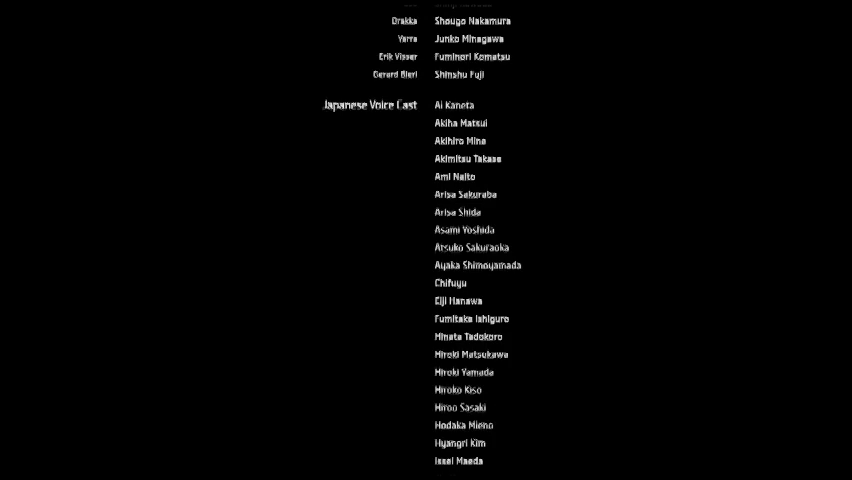 Drakka Shougo Nakamura
Yarra Junko Minagawa
Erik Visser Fuminori Komatsu
Gerard Bieri Shinshu Fuji
Japanese Voice Cast Ai Kaneta
Akiha Matsui
Akihiro Mine
Akimitsu Takase
Ami Naito
Arisa Sakuraba
Arisa Shida
Asami Yoshida
Atsuko Sakuraoka
Ayaka Shimoyamada
Chifuyu
Eiji Hanawa
Fumitake Ishiguro
Hinata Tadokoro
Hiroki Matsukawa
Hiroki Yamada
Hiroko Kiso
Hiroo Sasaki
Hodaka Mieno
Hyangri Kim
Issei Maeda